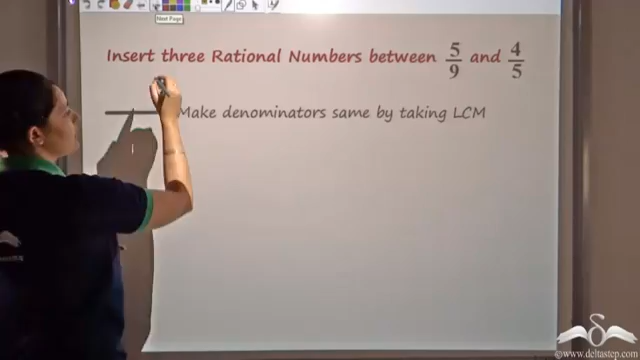 Next Page
Insert three Rational Numbers between 5/9 and 4/5
Make denominators same by taking LCM
©www.deltastep.com